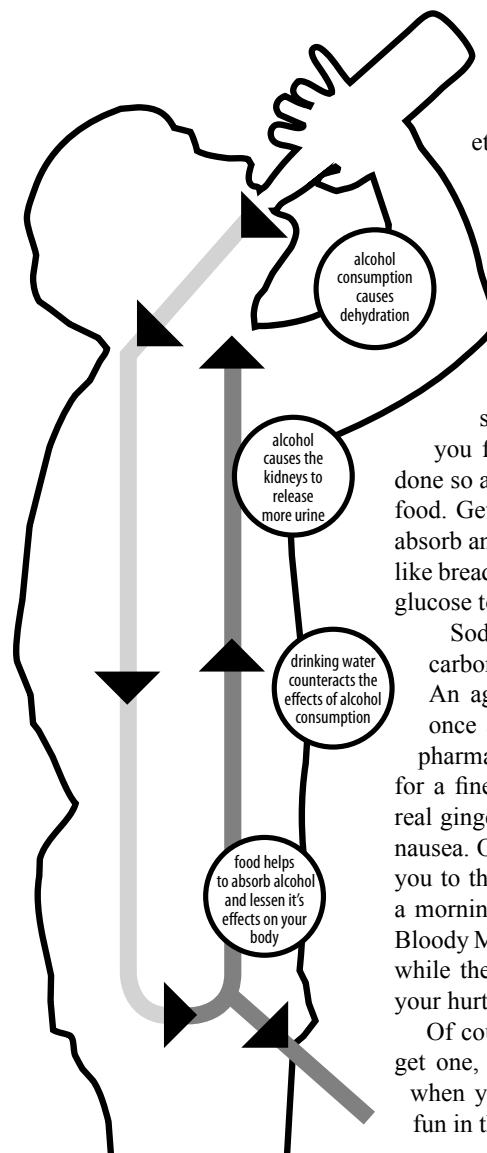 alcohol
consumption
causes
dehydration
alcohol
causes the
kidneys to
release
more urine
drinking water
counteracts the
effects of alcohol
consumption
food helps
to absorb alcohol
and lessen it's
effects on your
body
et
s
you f
done so a
food. Get
absorb an
like bread
glucose to
Sod
carbon
An ag
once
pharma
for a fine
real ginge
nausea. O
you to th
a mornin
Bloody M
while the
your hurt
Of cou
get one,
when y
fun in th